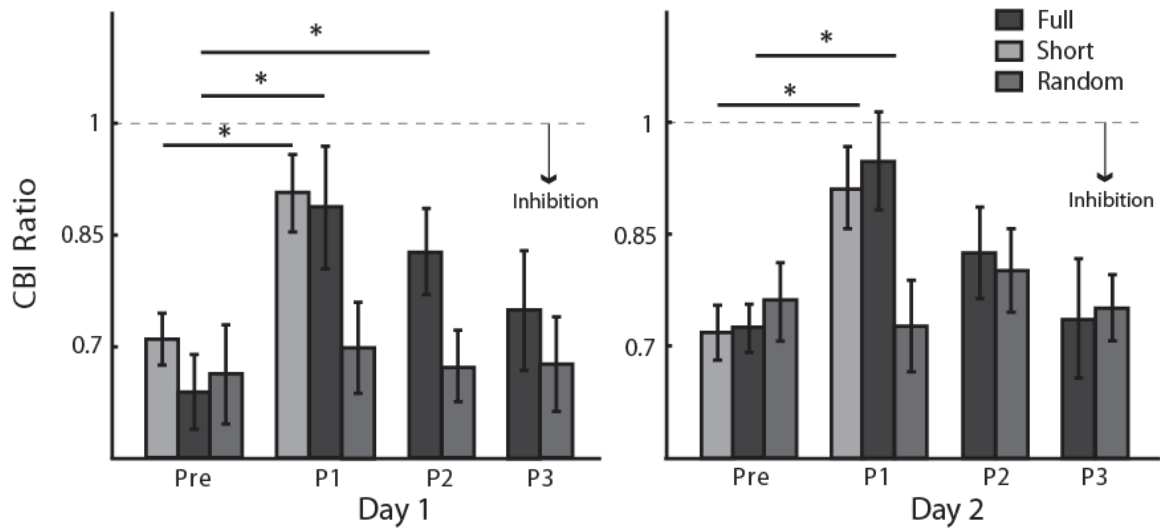 CBI Ratio
1
0.85
0.7
*
*
*
Inhibition
Pre
P1
P2
P3
Day 1
Full
Short
Random
1
0.85
0.7
*
*
Inhibition
Pre
P1
P2
P3
Day 2